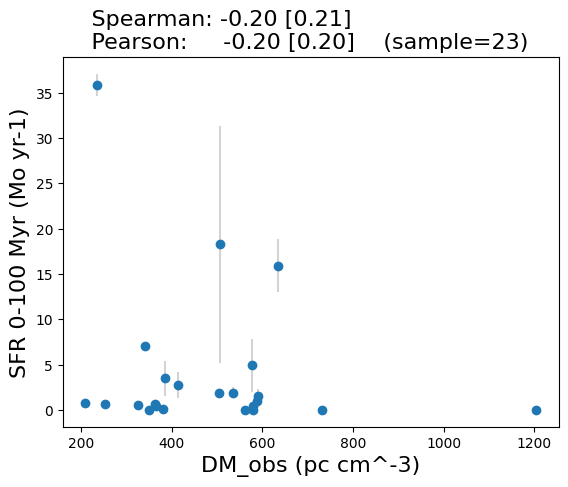 Spearman: -0.20 [0.21]
Pearson: -0.20 [0.20] (sample=23)
35
30
25
20
15
10
5
0
SFR 0-100 Myr (Mo yr-1)
200 400 600 800 1000 1200
DM_obs (pc cm^-3)